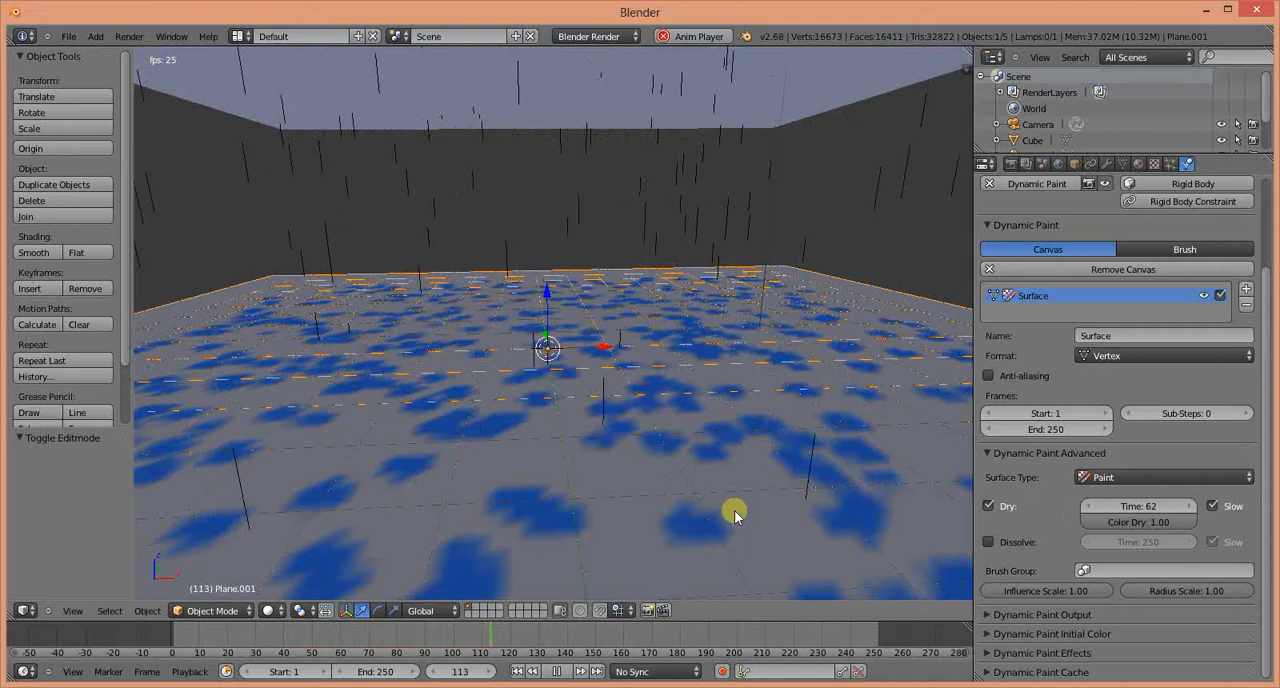 Blender
File Add Render Window Help Default Scene Blender Render Anim Player v2.68 | Verts:16673 | Faces:16411 | Tris:32822 | Objects:1/5 | Lamps:0/1 | Mem:37.02M (10.32M) | Plane.001
Object Tools
Transform:
Translate
Rotate
Scale
Origin
Object:
Duplicate Objects
Delete
Join
Shading:
Smooth Flat
Keyframes:
Insert Remove
Motion Paths:
Calculate Clear
Repeat:
Repeat Last
History...
Grease Pencil:
Draw Line
Toggle Editmode
fps: 25
(113) Plane.001
View Select Object Object Mode Global
View Search All Scenes
Scene
RenderLayers
World
Camera
Cube
Dynamic Paint Rigid Body
Rigid Body Constraint
Dynamic Paint
Canvas Brush
Remove Canvas
Surface
Name: Surface
Format: Vertex
Anti-aliasing
Frames:
Start: 1 Sub-Steps: 0
End: 250
Dynamic Paint Advanced
Surface Type: Paint
Dry: Time: 62 Slow
Color Dry: 1.00
Dissolve: Time: 250 Slow
Brush Group:
Influence Scale: 1.00 Radius Scale: 1.00
Dynamic Paint Output
Dynamic Paint Initial Color
Dynamic Paint Effects
Dynamic Paint Cache
-50 -40 -30 -20 -10 0 10 20 30 40 50 60 70 80 90 100 110 120 130 140 150 160 170 180 190 200 210 220 230 240 250 260 270 280
View Marker Frame Playback Start: 1 End: 250 113 No Sync